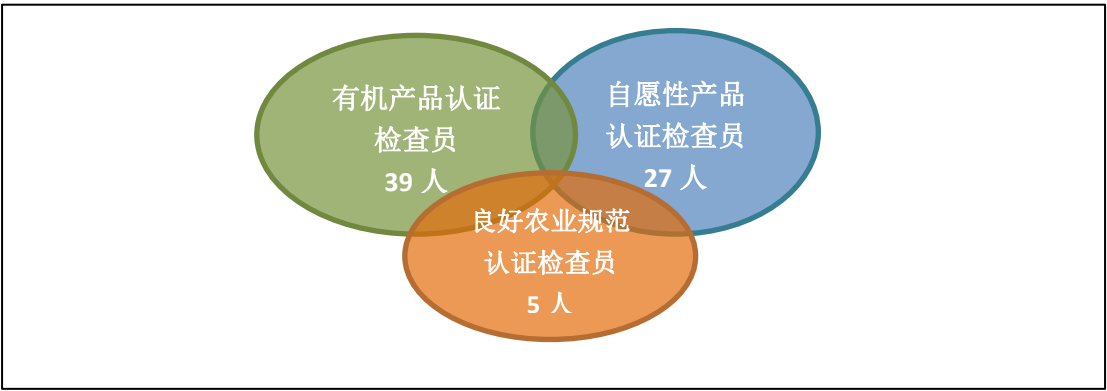 有机产品认证
检查员
39 人
自愿性产品
认证检查员
27 人
良好农业规范
认证检查员
5 人